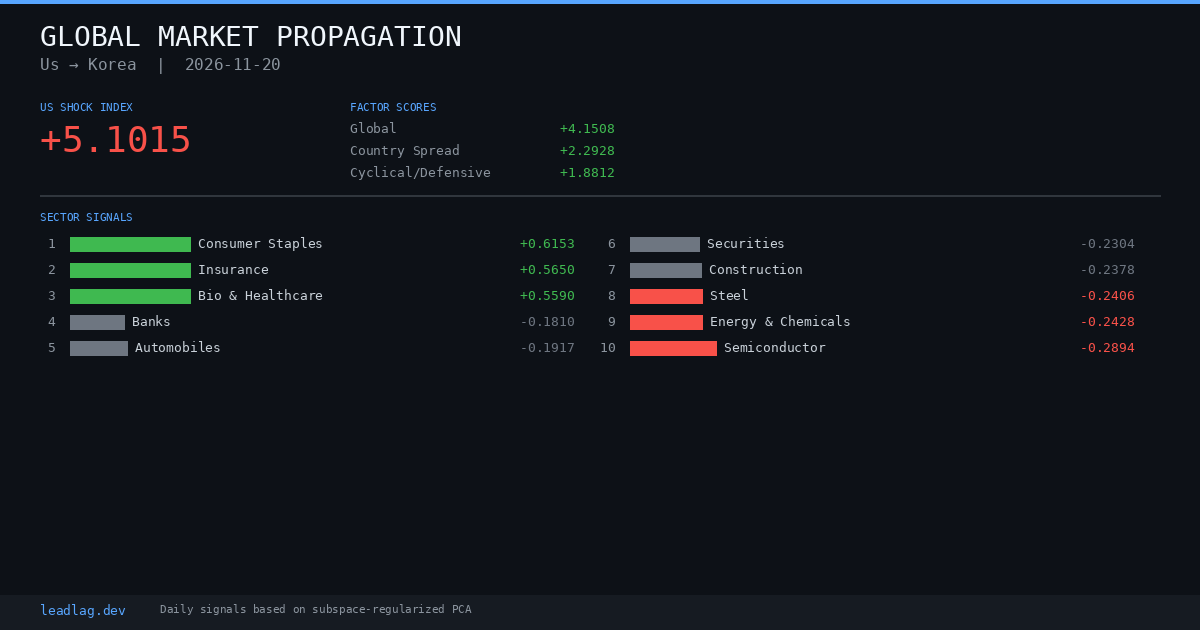 GLOBAL MARKET PROPAGATION
Us → Korea | 2026-11-20
US SHOCK INDEX
+5.1015
FACTOR SCORES
Global +4.1508
Country Spread +2.2928
Cyclical/Defensive +1.8812
SECTOR SIGNALS
1 Consumer Staples +0.6153
2 Insurance +0.5650
3 Bio & Healthcare +0.5590
4 Banks -0.1810
5 Automobiles -0.1917
6 Securities -0.2304
7 Construction -0.2378
8 Steel -0.2406
9 Energy & Chemicals -0.2428
10 Semiconductor -0.2894
leadlag.dev Daily signals based on subspace-regularized PCA